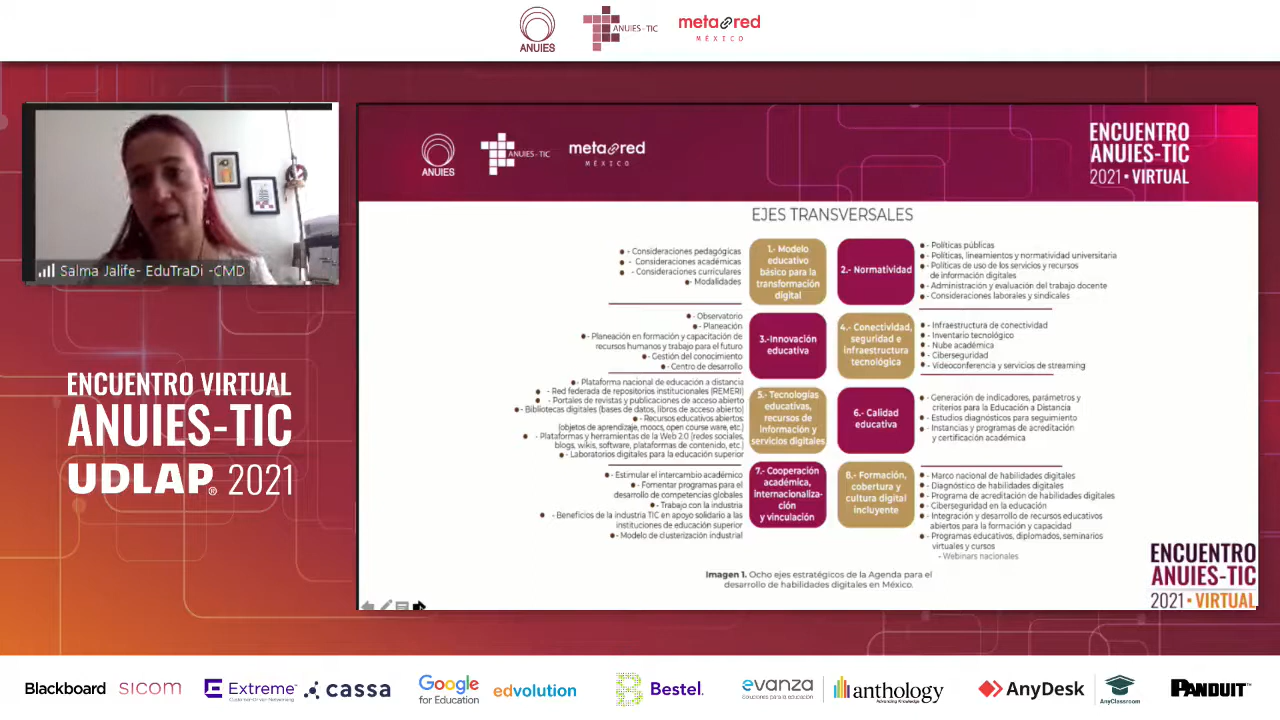 ANUIES
ANUIES-TIC
metared
MÉXICO
Salma Jalife- EduTraDi -CMD
ENCUENTRO VIRTUAL
ANUIES-TIC
UDLAP® 2021
ANUIES
ANUIES-TIC
metared
MÉXICO
ENCUENTRO
ANUIES-TIC
2021 • VIRTUAL
EJES TRANSVERSALES
- Consideraciones pedagógicas
- Consideraciones académicas
- Consideraciones curriculares
- Modalidades
1.- Modelo
educativo
básico para la
transformación
digital
2.- Normatividad
- Políticas públicas
- Políticas, lineamientos y normatividad universitaria
- Políticas de uso de los servicios y recursos
de información digitales
- Administración y evaluación del trabajo docente
- Consideraciones laborales y sindicales
- Observatorio
- Planeación
- Planeación en formación y capacitación de
recursos humanos y trabajo para el futuro
- Gestión del conocimiento
- Centro de desarrollo
3.-Innovación
educativa
4.- Conectividad,
seguridad e
infraestructura
tecnológica
- Infraestructura de conectividad
- Inventario tecnológico
- Nube académica
- Ciberseguridad
- Videoconferencia y servicios de streaming
- Plataforma nacional de educación a distancia
- Red federada de repositorios institucionales (REMERI)
- Portales de revistas y publicaciones de acceso abierto
- Bibliotecas digitales (bases de datos, libros de acceso abierto)
- Recursos educativos abiertos
(objetos de aprendizaje, moocs, open course ware, etc.)
- Plataformas y herramientas de la Web 2.0 (redes sociales,
blogs, wikis, software, plataformas de contenido, etc.)
- Laboratorios digitales para la educación superior
5.- Tecnologías
educativas,
recursos de
información y
servicios digitales
6.- Calidad
educativa
- Generación de indicadores, parámetros y
criterios para la Educación a Distancia
- Estudios diagnósticos para seguimiento
- Instancias y programas de acreditación
y certificación académica
- Estimular el intercambio académico
- Fomentar programas para el
desarrollo de competencias globales
- Trabajo con la industria
- Beneficios de la industria TIC en apoyo solidario a las
instituciones de educación superior
- Modelo de clusterización industrial
7.- Cooperación
académica,
internacionaliza-
ción
y vinculación
8.- Formación,
cobertura y
cultura digital
incluyente
- Marco nacional de habilidades digitales
- Diagnóstico de habilidades digitales
- Programa de acreditación de habilidades digitales
- Ciberseguridad en la educación
- Integración y desarrollo de recursos educativos
abiertos para la formación y capacidad
- Programas educativos, diplomados, seminarios
virtuales y cursos
- Webinars nacionales
Imagen 1. Ocho ejes estratégicos de la Agenda para el
desarrollo de habilidades digitales en México.
ENCUENTRO
ANUIES-TIC
2021 • VIRTUAL
Blackboard
sicom
Extreme
Customer-Driven Networking
cassa
Google
for Education
edvolution
Bestel.
evanza
Soluciones para la educación
anthology
Advancing Knowledge
AnyDesk
AnyClassroom
PANDUIT™